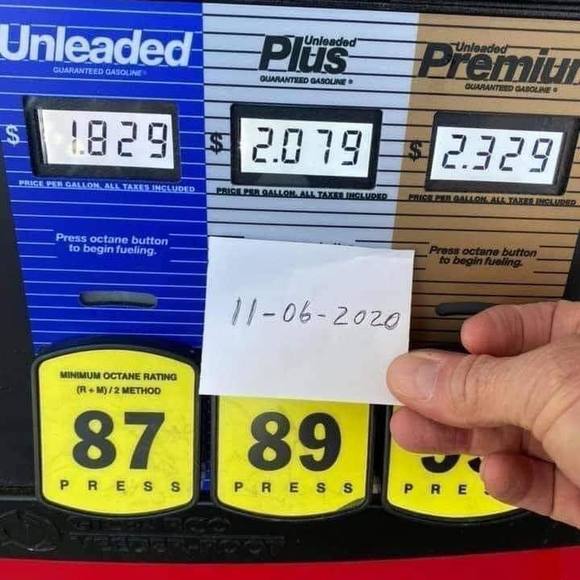 Unleaded
GUARANTEED GASOLINE
$ 1.829
PRICE PER GALLON, ALL TAXES INCLUDED
Press octane button
to begin fueling.
MINIMUM OCTANE RATING
(R + M) / 2 METHOD
87
PRESS
Unleaded
Plus
GUARANTEED GASOLINE
$ 2.079
PRICE PER GALLON, ALL TAXES INCLUDED
11-06-2020
89
PRESS
Unleaded
Premium
GUARANTEED GASOLINE
$ 2.329
PRICE PER GALLON, ALL TAXES INCLUDED
Press octane button
to begin fueling.
PRE